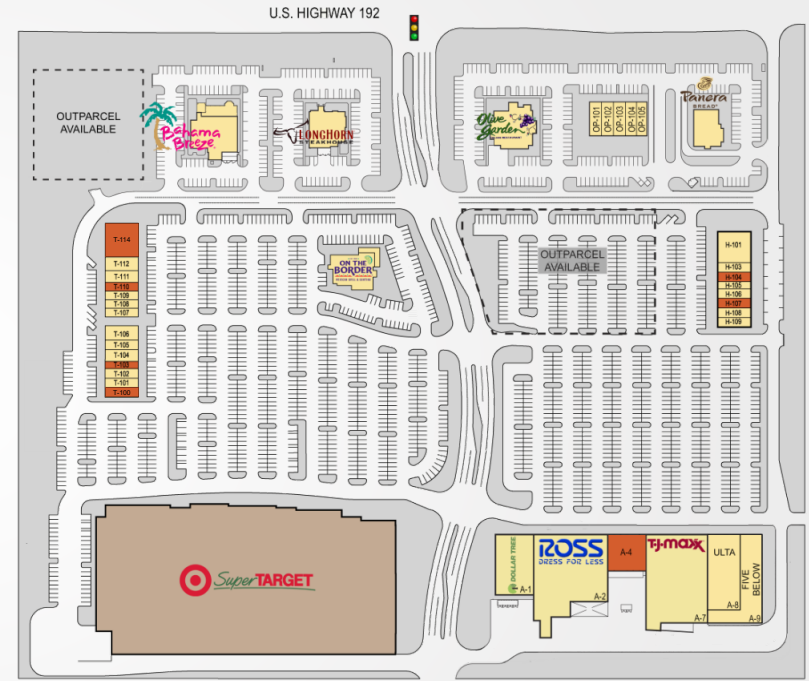 U.S. HIGHWAY 192
OUTPARCEL
AVAILABLE
Bahama
Breeze
LONGHORN
STEAKHOUSE
Olive
Garden
OP-101
OP-102
OP-103
OP-104
OP-105
Panera
BREAD
T-114
T-112
T-111
T-110
T-109
T-108
T-107
T-106
T-105
T-104
T-103
T-102
T-101
T-100
ON THE
BORDER
OUTPARCEL
AVAILABLE
H-101
H-103
H-104
H-105
H-106
H-107
H-108
H-109
SuperTARGET
DOLLAR TREE
A-1
ROSS
DRESS FOR LESS
A-2
A-4
T·J·maxx
A-7
ULTA
A-8
FIVE
BELOW
A-9